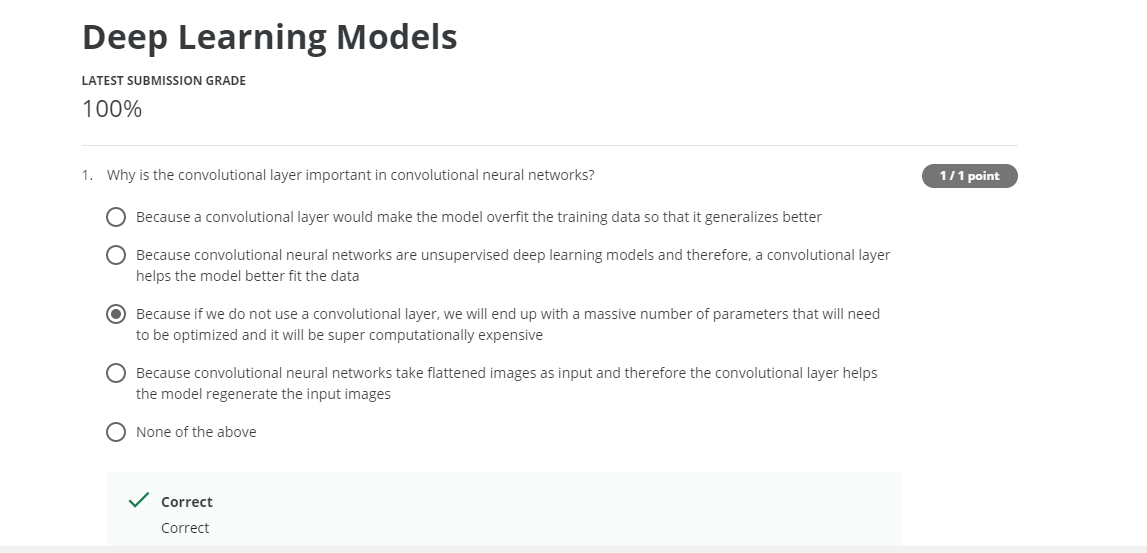 Deep Learning Models
LATEST SUBMISSION GRADE
100%
1. Why is the convolutional layer important in convolutional neural networks?
1 / 1 point
Because a convolutional layer would make the model overfit the training data so that it generalizes better
Because convolutional neural networks are unsupervised deep learning models and therefore, a convolutional layer
helps the model better fit the data
Because if we do not use a convolutional layer, we will end up with a massive number of parameters that will need
to be optimized and it will be super computationally expensive
Because convolutional neural networks take flattened images as input and therefore the convolutional layer helps
the model regenerate the input images
None of the above
Correct
Correct